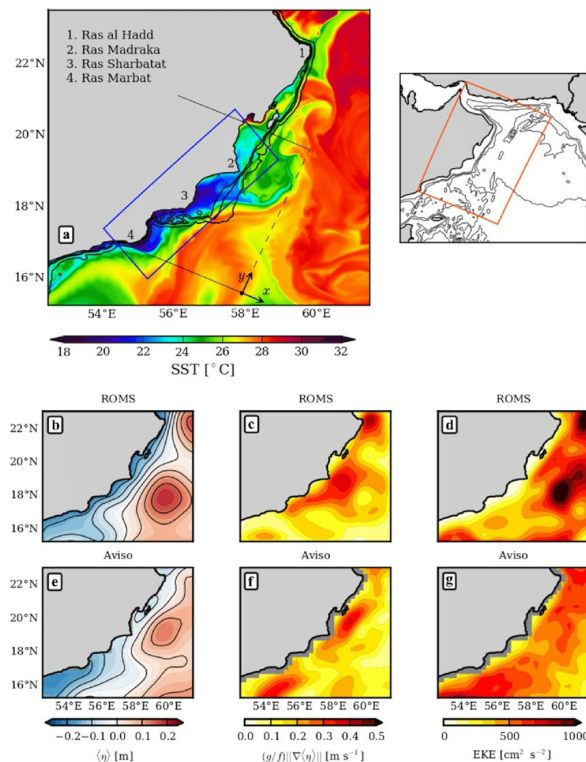 1. Ras al Hadd
2. Ras Madraka
3. Ras Sharbatat
4. Ras Marbat
1
2
3
4
a
y
x
22°N
20°N
18°N
16°N
54°E 56°E 58°E 60°E
18 20 22 24 26 28 30 32
SST [°C]
ROMS ROMS ROMS
b c d
22°N
20°N
18°N
16°N
Aviso Aviso Aviso
e f g
22°N
20°N
18°N
16°N
54°E 56°E 58°E 60°E 54°E 56°E 58°E 60°E 54°E 56°E 58°E 60°E
−0.2 −0.1 0.0 0.1 0.2 0.0 0.1 0.2 0.3 0.4 0.5 0 500 1000
⟨η⟩ [m] (g/f)||∇⟨η⟩|| [m s⁻¹] EKE [cm² s⁻²]